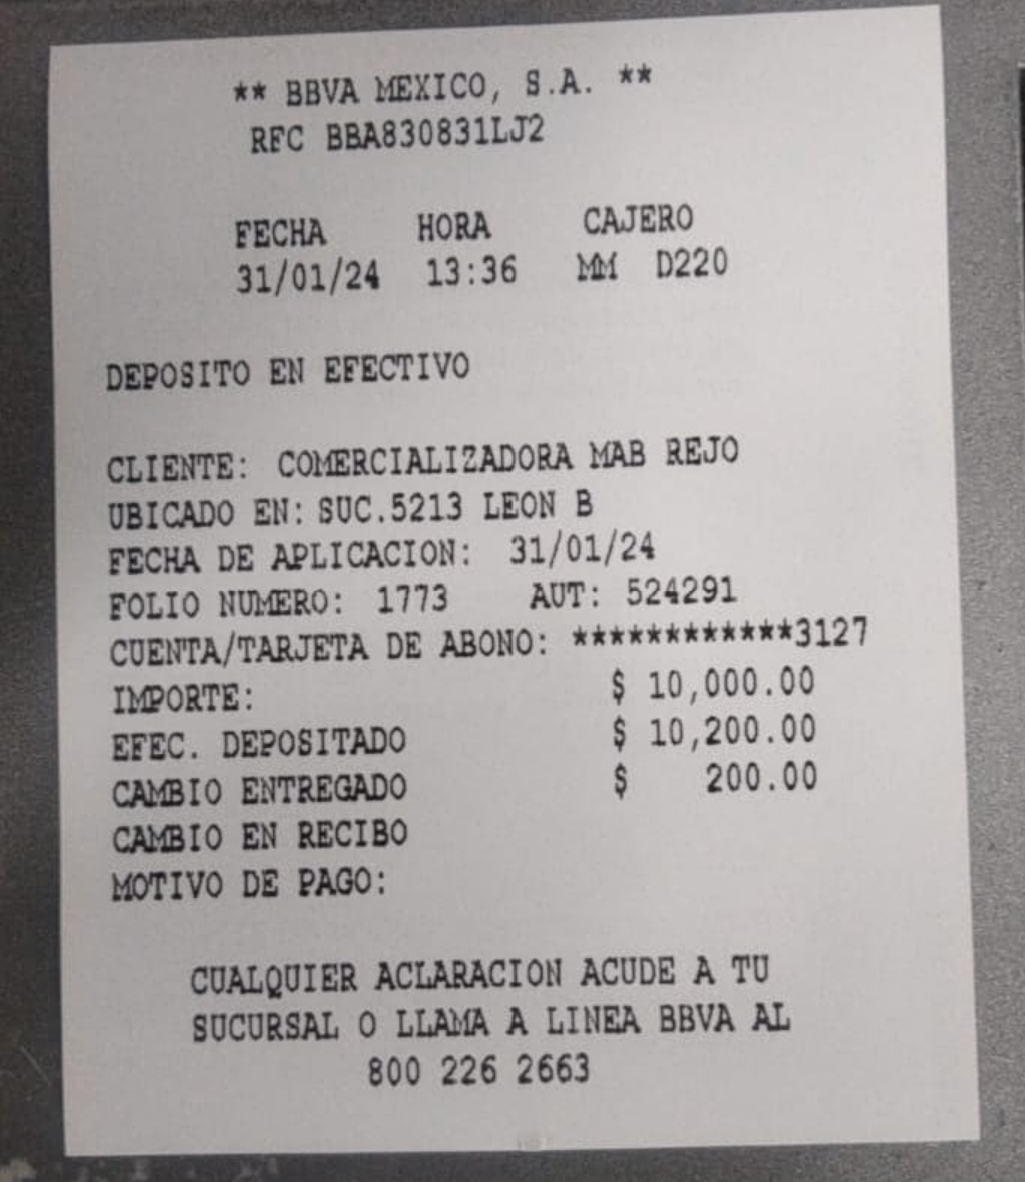 ** BBVA MEXICO, S.A. **
RFC BBA830831LJ2
FECHA HORA CAJERO
31/01/24 13:36 MM D220
DEPOSITO EN EFECTIVO
CLIENTE: COMERCIALIZADORA MAB REJO
UBICADO EN: SUC.5213 LEON B
FECHA DE APLICACION: 31/01/24
FOLIO NUMERO: 1773 AUT: 524291
CUENTA/TARJETA DE ABONO: ************3127
IMPORTE: $ 10,000.00
EFEC. DEPOSITADO $ 10,200.00
CAMBIO ENTREGADO $ 200.00
CAMBIO EN RECIBO
MOTIVO DE PAGO:
CUALQUIER ACLARACION ACUDE A TU
SUCURSAL O LLAMA A LINEA BBVA AL
800 226 2663